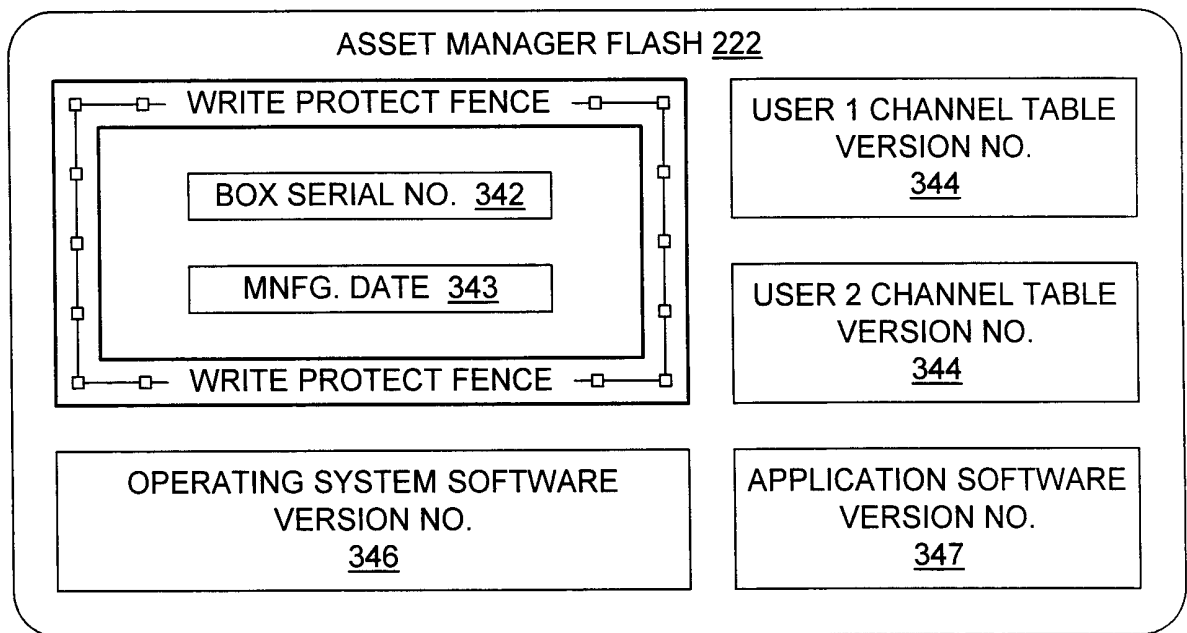 ASSET MANAGER FLASH 222
WRITE PROTECT FENCE
BOX SERIAL NO. 342
MNFG. DATE 343
WRITE PROTECT FENCE
USER 1 CHANNEL TABLE
VERSION NO.
344
USER 2 CHANNEL TABLE
VERSION NO.
344
OPERATING SYSTEM SOFTWARE
VERSION NO.
346
APPLICATION SOFTWARE
VERSION NO.
347